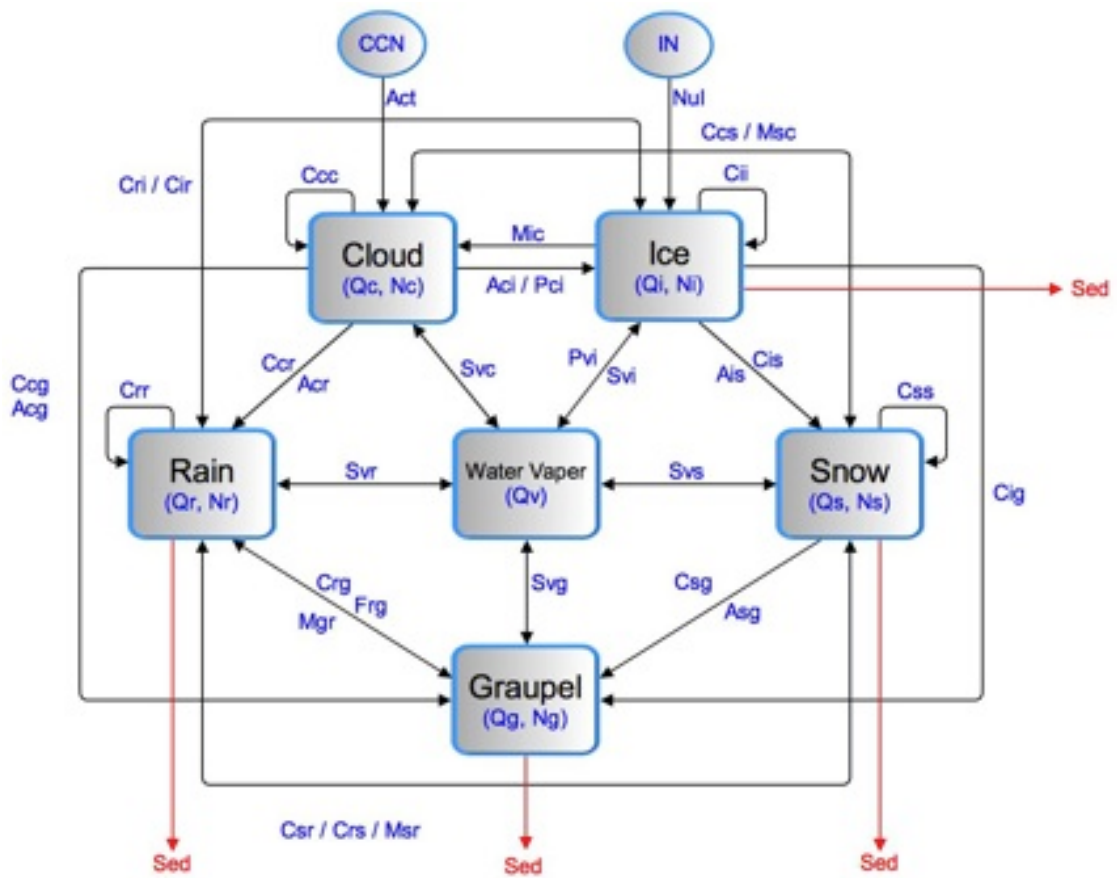 CCN
IN
Act
Nul
Ccs / Msc
Cri / Cir
Ccc
Cii
Cloud
(Qc, Nc)
Mic
Aci / Pci
Ice
(Qi, Ni)
Sed
Ccg
Acg
Crr
Ccr
Acr
Svc
Pvi
Svi
Cis
Ais
Css
Rain
(Qr, Nr)
Svr
Water Vaper
(Qv)
Svs
Snow
(Qs, Ns)
Cig
Crg
Frg
Mgr
Svg
Csg
Asg
Graupel
(Qg, Ng)
Csr / Crs / Msr
Sed
Sed
Sed